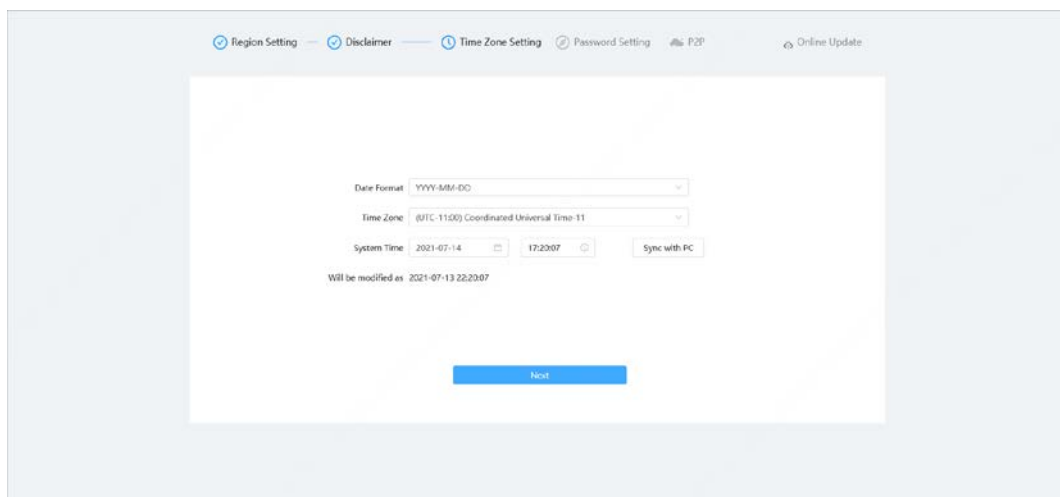 Region Setting Disclaimer Time Zone Setting Password Setting P2P Online Update
Date Format YYYY-MM-DD
Time Zone (UTC-11:00) Coordinated Universal Time-11
System Time 2021-07-14 17:20:07 Sync with PC
Will be modified as 2021-07-13 22:20:07
Next